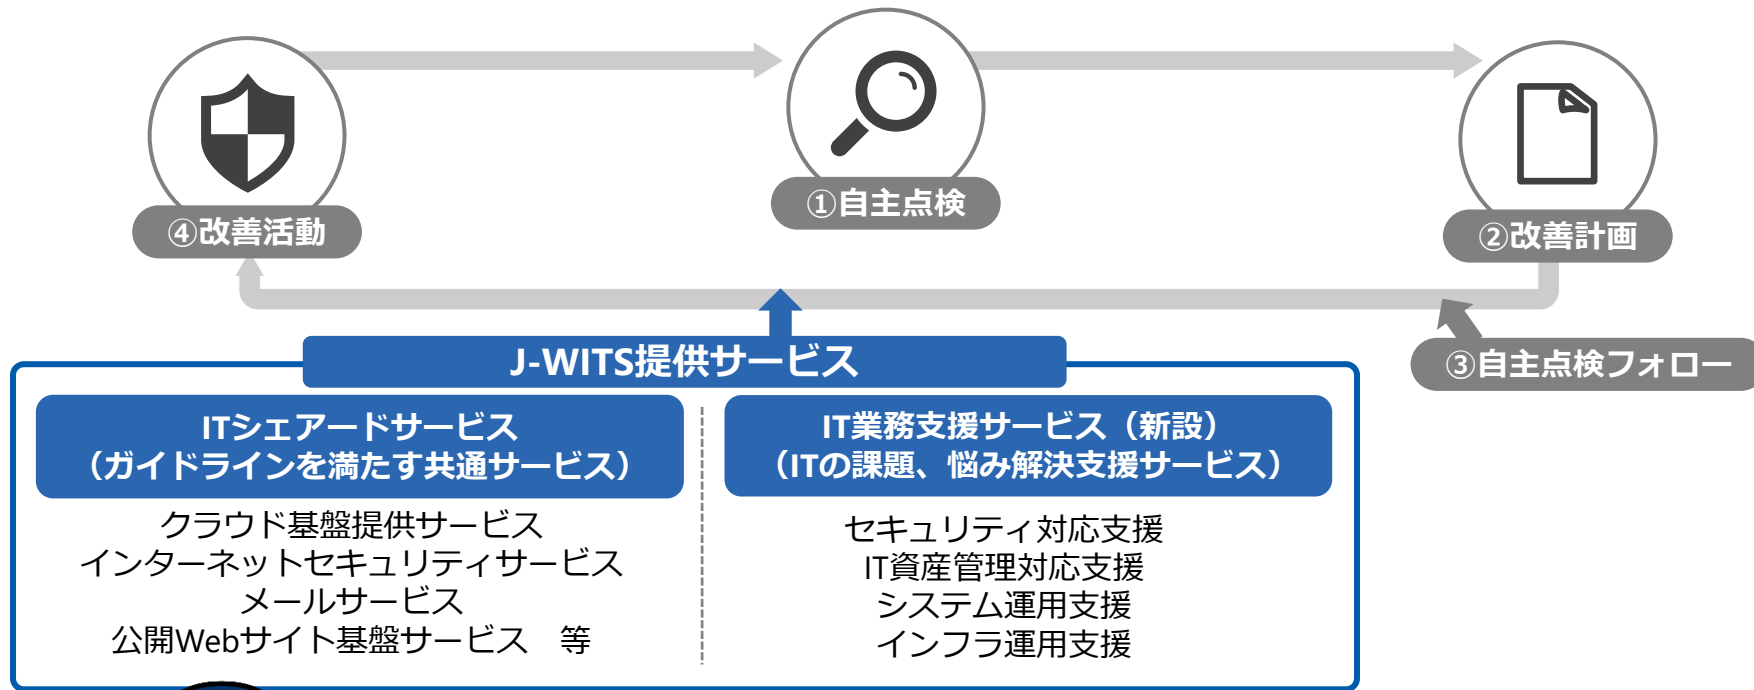 ①自主点検
④改善活動
②改善計画
③自主点検フォロー
J-WITS提供サービス
ITシェアードサービス
（ガイドラインを満たす共通サービス）
クラウド基盤提供サービス
インターネットセキュリティサービス
メールサービス
公開Webサイト基盤サービス　等
IT業務支援サービス（新設）
（ITの課題、悩み解決支援サービス）
セキュリティ対応支援
IT資産管理対応支援
システム運用支援
インフラ運用支援